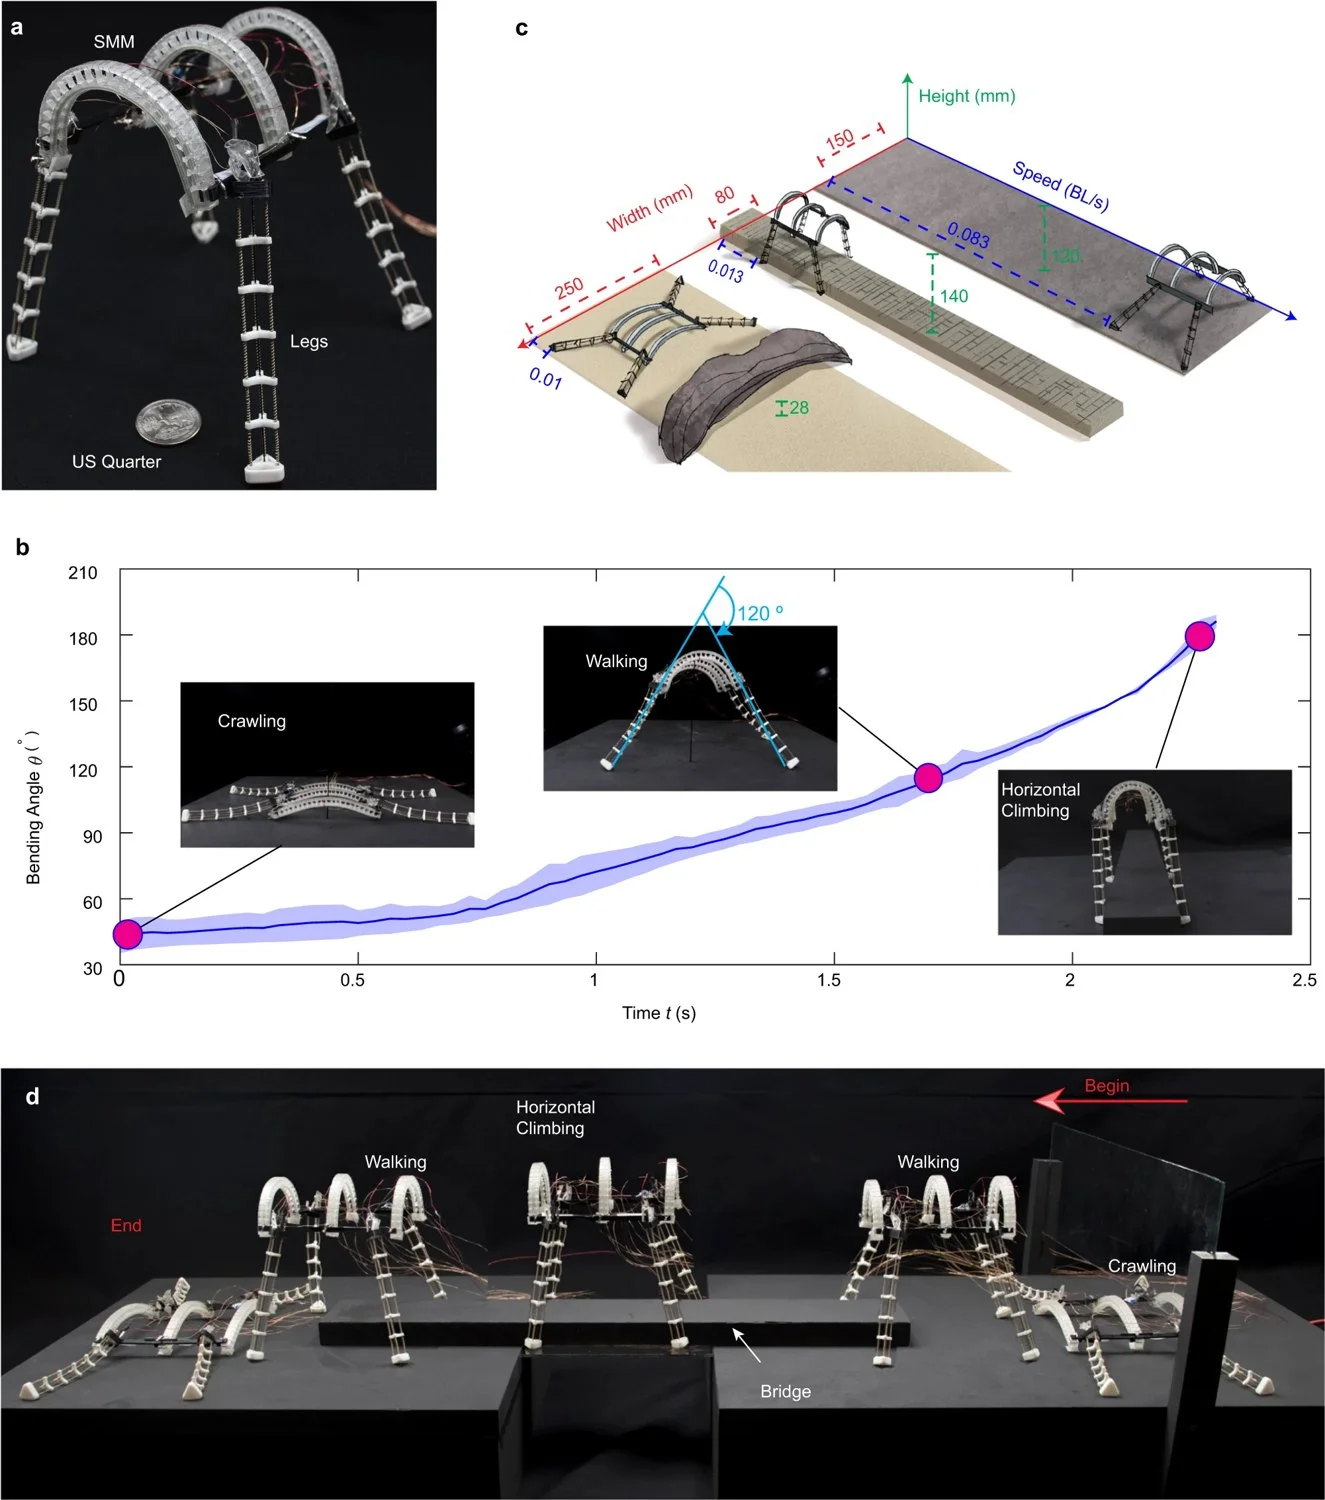 a
SMM
Legs
US Quarter
c
Height (mm)
150
Speed (BL/s)
Width (mm)
80
0.083
120
0.013
140
250
0.01
28
b
210
180
150
120
90
60
30
Bending Angle θ (°)
0
0.5
1
1.5
2
2.5
Time t (s)
Crawling
Walking
120 º
Horizontal
Climbing
d
Begin
Horizontal
Climbing
Walking
Walking
End
Crawling
Bridge